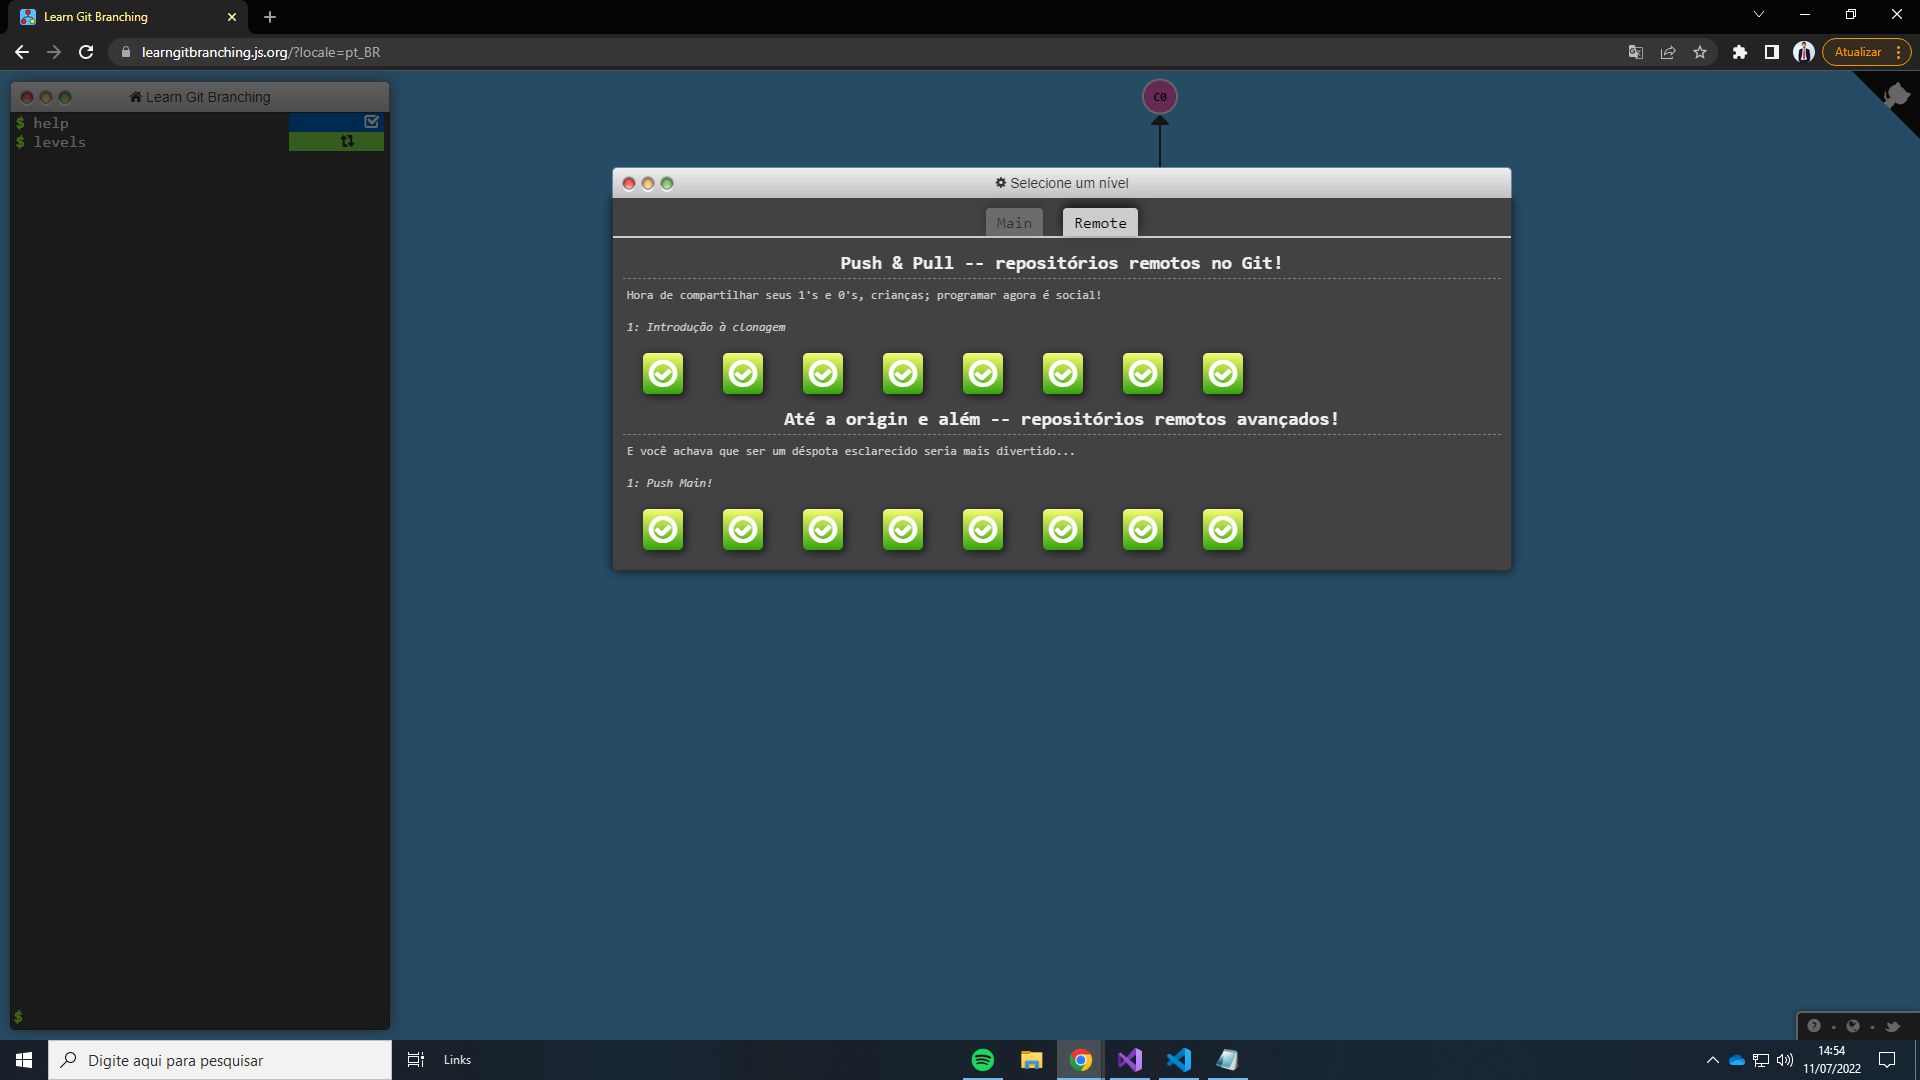 Learn Git Branching
learngitbranching.js.org/?locale=pt_BR
Atualizar
Learn Git Branching
$ help
$ levels
C0
Selecione um nível
Main
Remote
Push & Pull -- repositórios remotos no Git!
Hora de compartilhar seus 1's e 0's, crianças; programar agora é social!
1: Introdução à clonagem
Até a origin e além -- repositórios remotos avançados!
E você achava que ser um déspota esclarecido seria mais divertido...
1: Push Main!
$
Digite aqui para pesquisar
Links
14:54
11/07/2022